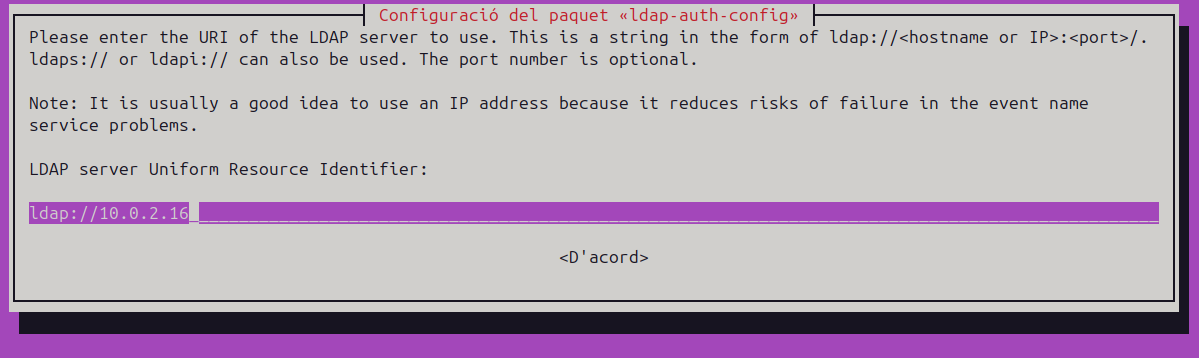 Configuració del paquet «ldap-auth-config»
Please enter the URI of the LDAP server to use. This is a string in the form of ldap://<hostname or IP>:<port>/.
ldaps:// or ldapi:// can also be used. The port number is optional.
Note: It is usually a good idea to use an IP address because it reduces risks of failure in the event name
service problems.
LDAP server Uniform Resource Identifier:
ldap://10.0.2.16
<D'acord>